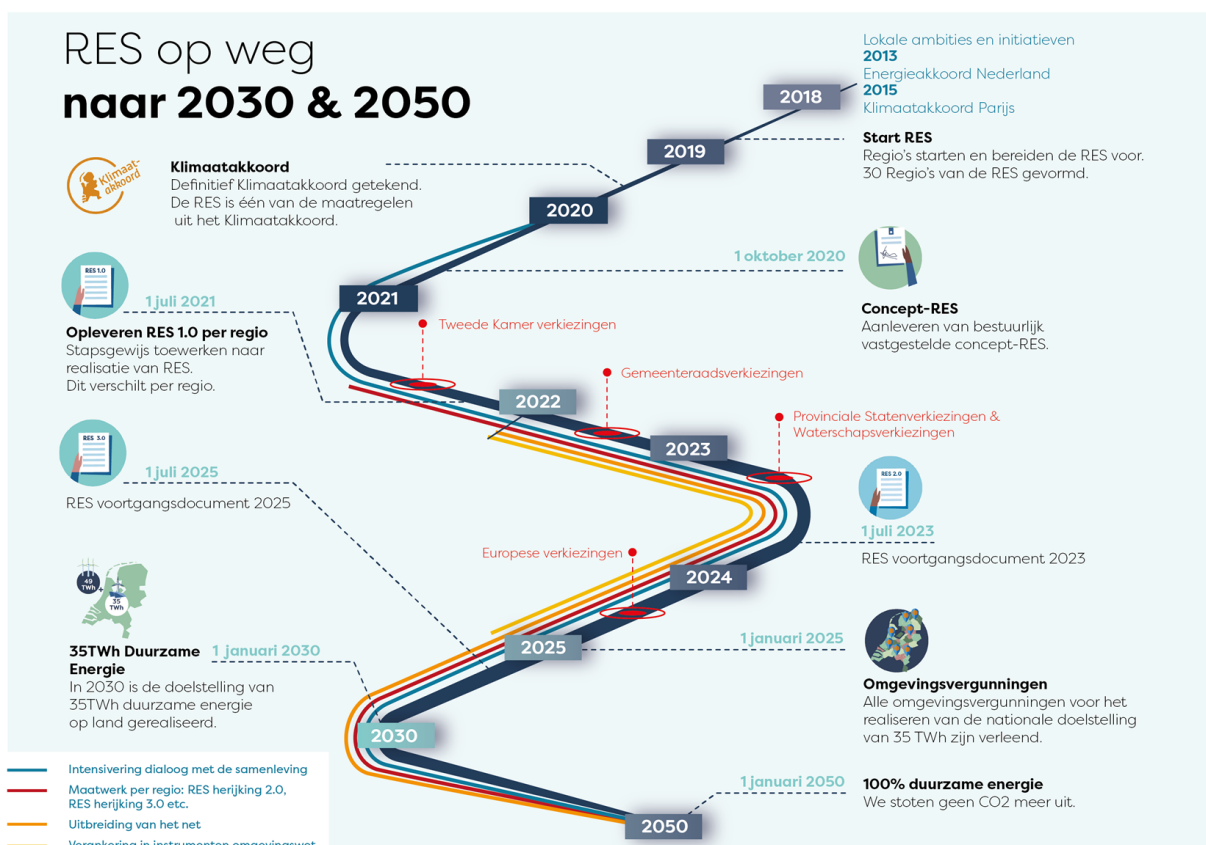 RES op weg
naar 2030 & 2050
Lokale ambities en initiatieven
2013
Energieakkoord Nederland
2015
Klimaatakkoord Parijs
2018
Start RES
Regio's starten en bereiden de RES voor.
30 Regio's van de RES gevormd.
2019
Klimaat-
akkoord
Klimaatakkoord
Definitief Klimaatakkoord getekend.
De RES is één van de maatregelen
uit het Klimaatakkoord.
2020
1 oktober 2020
Concept-RES
Aanleveren van bestuurlijk
vastgestelde concept-RES.
2021
RES 1.0
1 juli 2021
Opleveren RES 1.0 per regio
Stapsgewijs toewerken naar
realisatie van RES.
Dit verschilt per regio.
Tweede Kamer verkiezingen
2022
Gemeenteraadsverkiezingen
2023
Provinciale Statenverkiezingen &
Waterschapsverkiezingen
RES 2.0
1 juli 2023
RES voortgangsdocument 2023
RES 3.0
1 juli 2025
RES voortgangsdocument 2025
Europese verkiezingen
2024
2025
1 januari 2025
Omgevingsvergunningen
Alle omgevingsvergunningen voor het
realiseren van de nationale doelstelling
van 35 TWh zijn verleend.
49
TWh
+
35
TWh
35TWh Duurzame
Energie
1 januari 2030
In 2030 is de doelstelling van
35TWh duurzame energie
op land gerealiseerd.
2030
1 januari 2050
100% duurzame energie
We stoten geen CO2 meer uit.
2050
Intensivering dialoog met de samenleving
Maatwerk per regio: RES herijking 2.0,
RES herijking 3.0 etc.
Uitbreiding van het net
Verankering in instrumenten omgevingswet